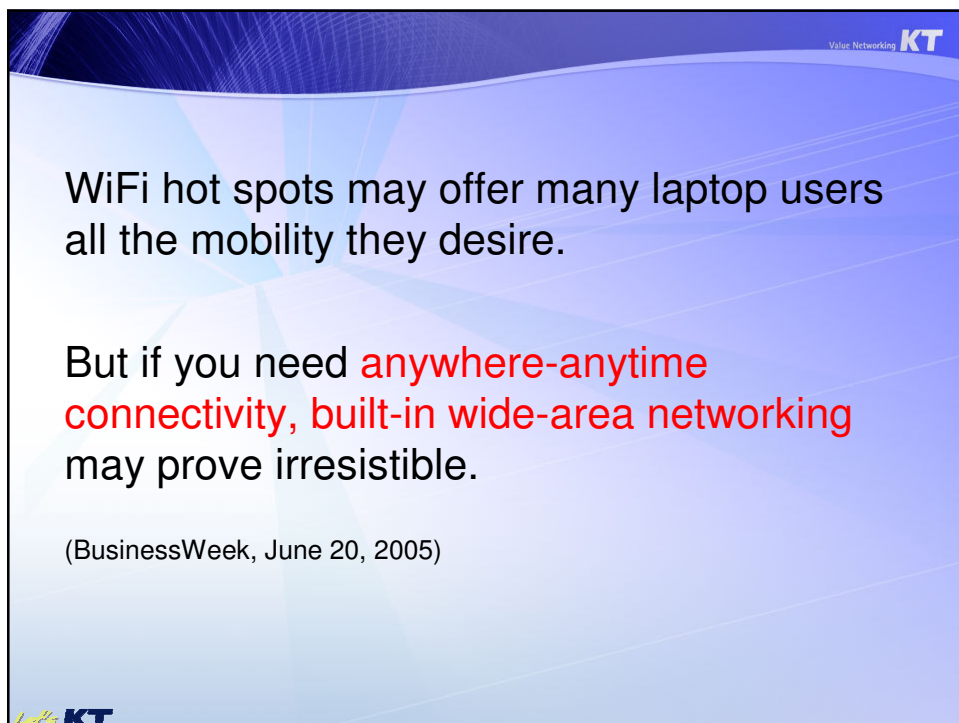 Value Networking KT
WiFi hot spots may offer many laptop users
all the mobility they desire.
But if you need anywhere-anytime
connectivity, built-in wide-area networking
may prove irresistible.
(BusinessWeek, June 20, 2005)
Let's KT